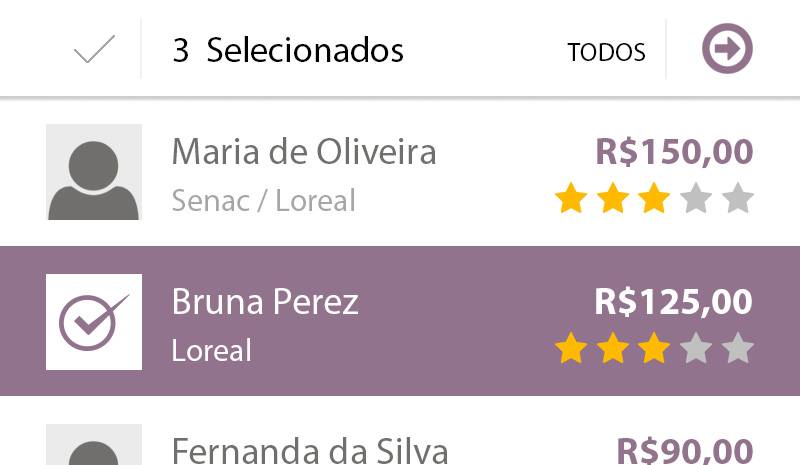 3 Selecionados TODOS
Maria de Oliveira R$150,00
Senac / Loreal
Bruna Perez R$125,00
Loreal
Fernanda da Silva R$90,00